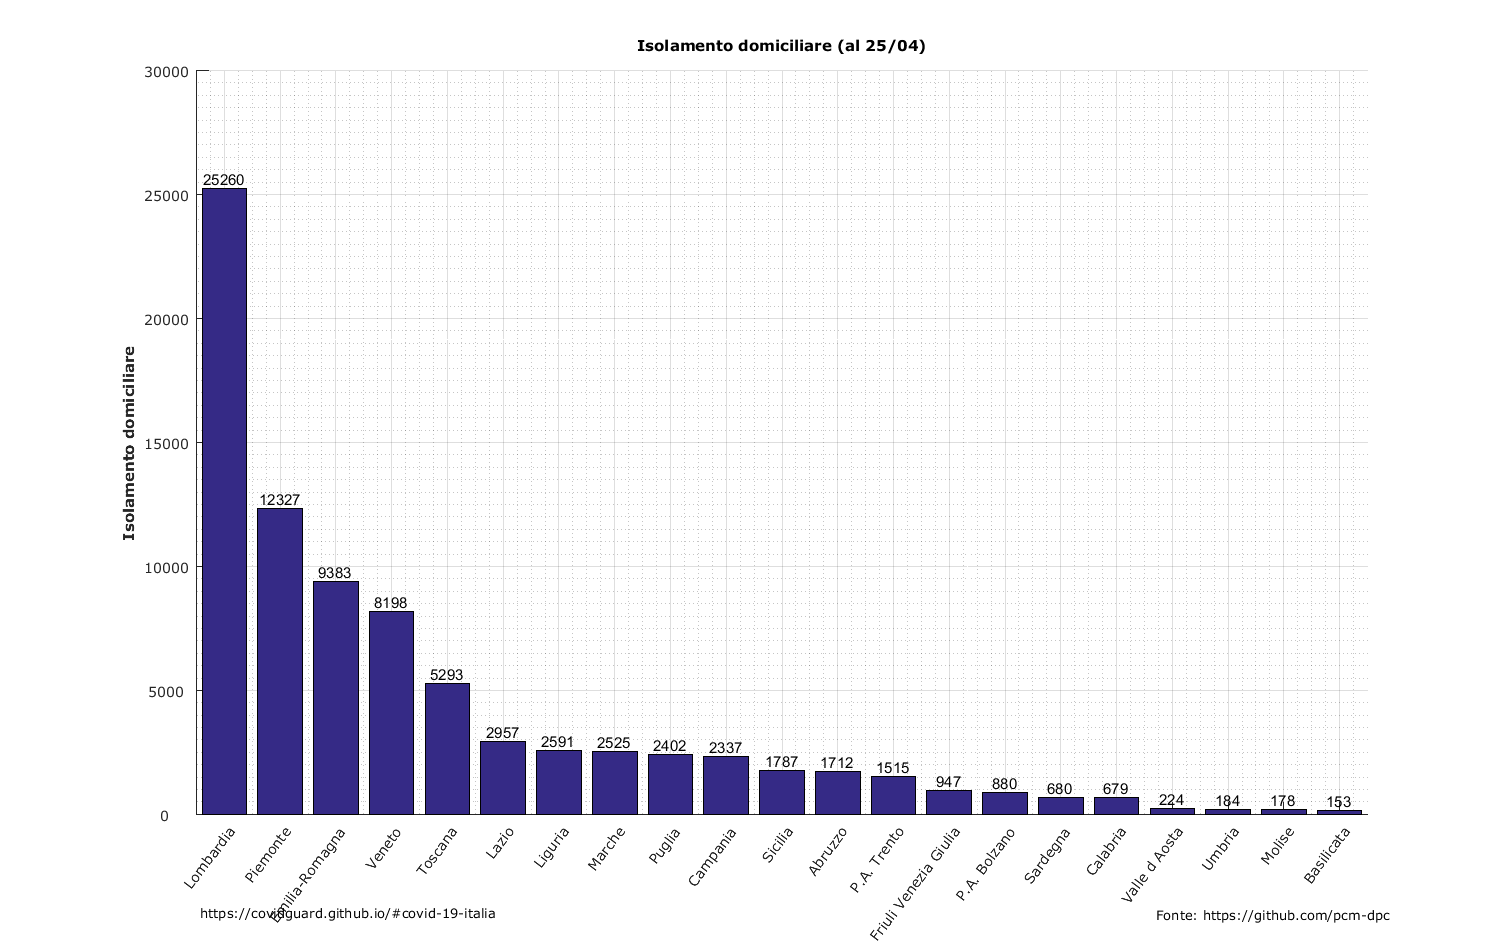 Isolamento domiciliare (al 25/04)
Isolamento domiciliare
30000
25000
20000
15000
10000
5000
0
25260
12327
9383
8198
5293
2957
2591
2525
2402
2337
1787
1712
1515
947
880
680
679
224
184
178
153
Lombardia
Piemonte
Emilia-Romagna
Veneto
Toscana
Lazio
Liguria
Marche
Puglia
Campania
Sicilia
Abruzzo
P.A. Trento
Friuli Venezia Giulia
P.A. Bolzano
Sardegna
Calabria
Valle d Aosta
Umbria
Molise
Basilicata
https://covidguard.github.io/#covid-19-italia
Fonte: https://github.com/pcm-dpc